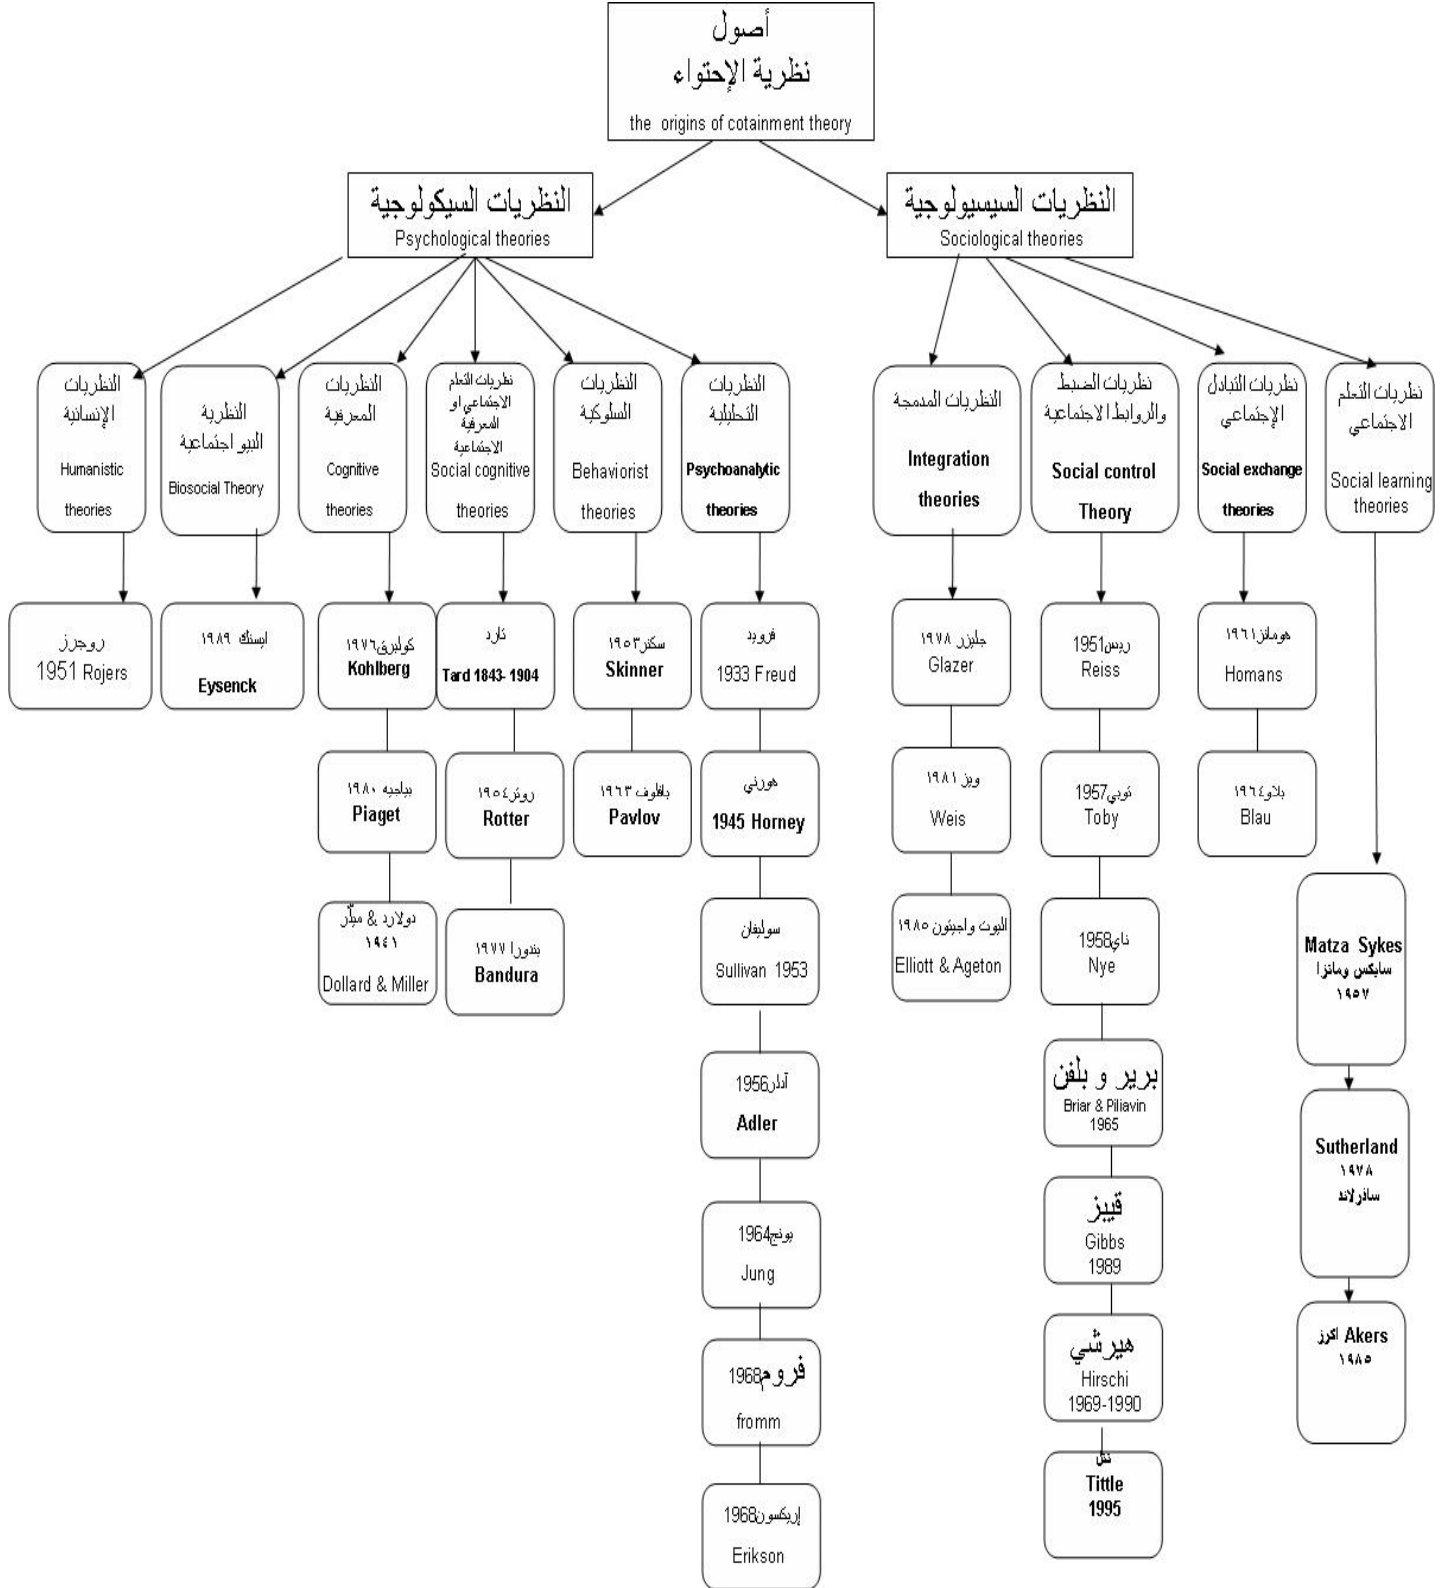 أصول
نظرية الإحتواء
the origins of cotainment theory
النظريات السيكولوجية
Psychological theories
النظريات السيسيولوجية
Sociological theories
النظريات
الإنسانية
Humanistic
theories
النظرية
البيو اجتماعية
Biosocial Theory
النظريات
المعرفية
Cognitive
theories
نظريات التعلم
الاجتماعي او
المعرفية
الاجتماعية
Social cognitive
theories
النظريات
السلوكية
Behaviorist
theories
النظريات
التحليلية
Psychoanalytic
theories
النظريات المدمجة
Integration
theories
نظريات الضبط
والروابط الاجتماعية
Social control
Theory
نظريات التبادل
الإجتماعي
Social exchange
theories
نظريات التعلم
الاجتماعي
Social learning
theories
روجرز
1951 Rojers
ايسنك ١٩٨٩
Eysenck
كولبرق١٩٧٦
Kohlberg
تارد
Tard 1843- 1904
سكنر١٩٥٣
Skinner
فرويد
1933 Freud
جليزر ١٩٧٨
Glazer
ريس1951
Reiss
هومانز١٩٦١
Homans
بياجيه ١٩٨٠
Piaget
روتر١٩٥٤
Rotter
بافلوف ١٩٦٣
Pavlov
هورني
1945 Horney
ويز ١٩٨١
Weis
توبي1957
Toby
بلاو١٩٦٤
Blau
دولارد & ميلّر
١٩٤١
Dollard & Miller
بندورا ١٩٧٧
Bandura
سوليفان
Sullivan 1953
اليوت واجيتون ١٩٨٥
Elliott & Ageton
ناي1958
Nye
Matza Sykes
سايكس وماتزا
١٩٥٧
آدلر1956
Adler
برير و بلفن
Briar & Piliavin
1965
Sutherland
١٩٧٨
ساذرلاند
يونج1964
Jung
قيبز
Gibbs
1989
اكرز Akers
١٩٨٥
فروم1968
fromm
هيرشي
Hirschi
1969-1990
إريكسون1968
Erikson
تتل
Tittle
1995